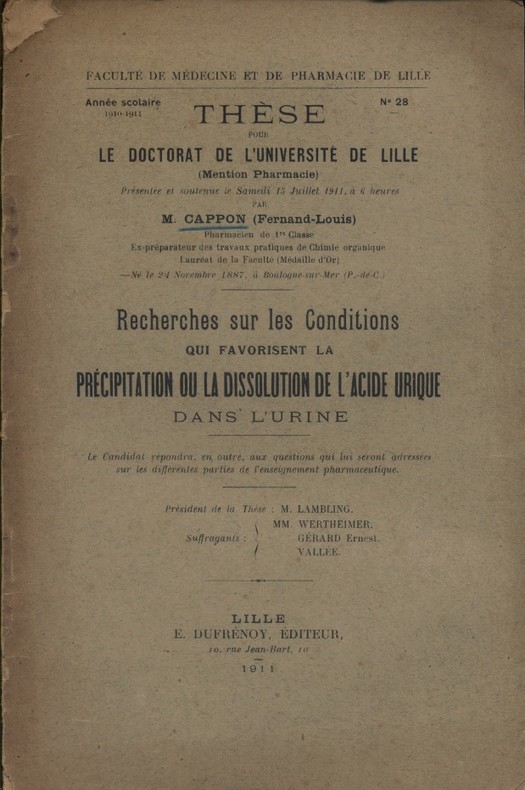 FACULTÉ DE MÉDECINE ET DE PHARMACIE DE LILLE
Année scolaire
1910-1911
Nº 28
THÈSE
POUR
LE DOCTORAT DE L'UNIVERSITÉ DE LILLE
(Mention Pharmacie)
Présentée et soutenue le Samedi 15 Juillet 1911, à 6 heures
PAR
M. CAPPON (Fernand-Louis)
Pharmacien de 1re Classe
Ex-préparateur des travaux pratiques de Chimie organique
Lauréat de la Faculté (Médaille d'Or)
—Né le 24 Novembre 1887, à Boulogne-sur-Mer (P.-de-C.)
Recherches sur les Conditions
QUI FAVORISENT LA
PRÉCIPITATION OU LA DISSOLUTION DE L'ACIDE URIQUE
DANS L'URINE
Le Candidat répondra, en outre, aux questions qui lui seront adressées
sur les différentes parties de l'enseignement pharmaceutique.
Président de la Thèse : M. LAMBLING.
MM. WERTHEIMER.
Suffragants : GÉRARD Ernest.
VALLÉE.
LILLE
E. DUFRÉNOY, ÉDITEUR,
10, rue Jean-Bart, 10
1911